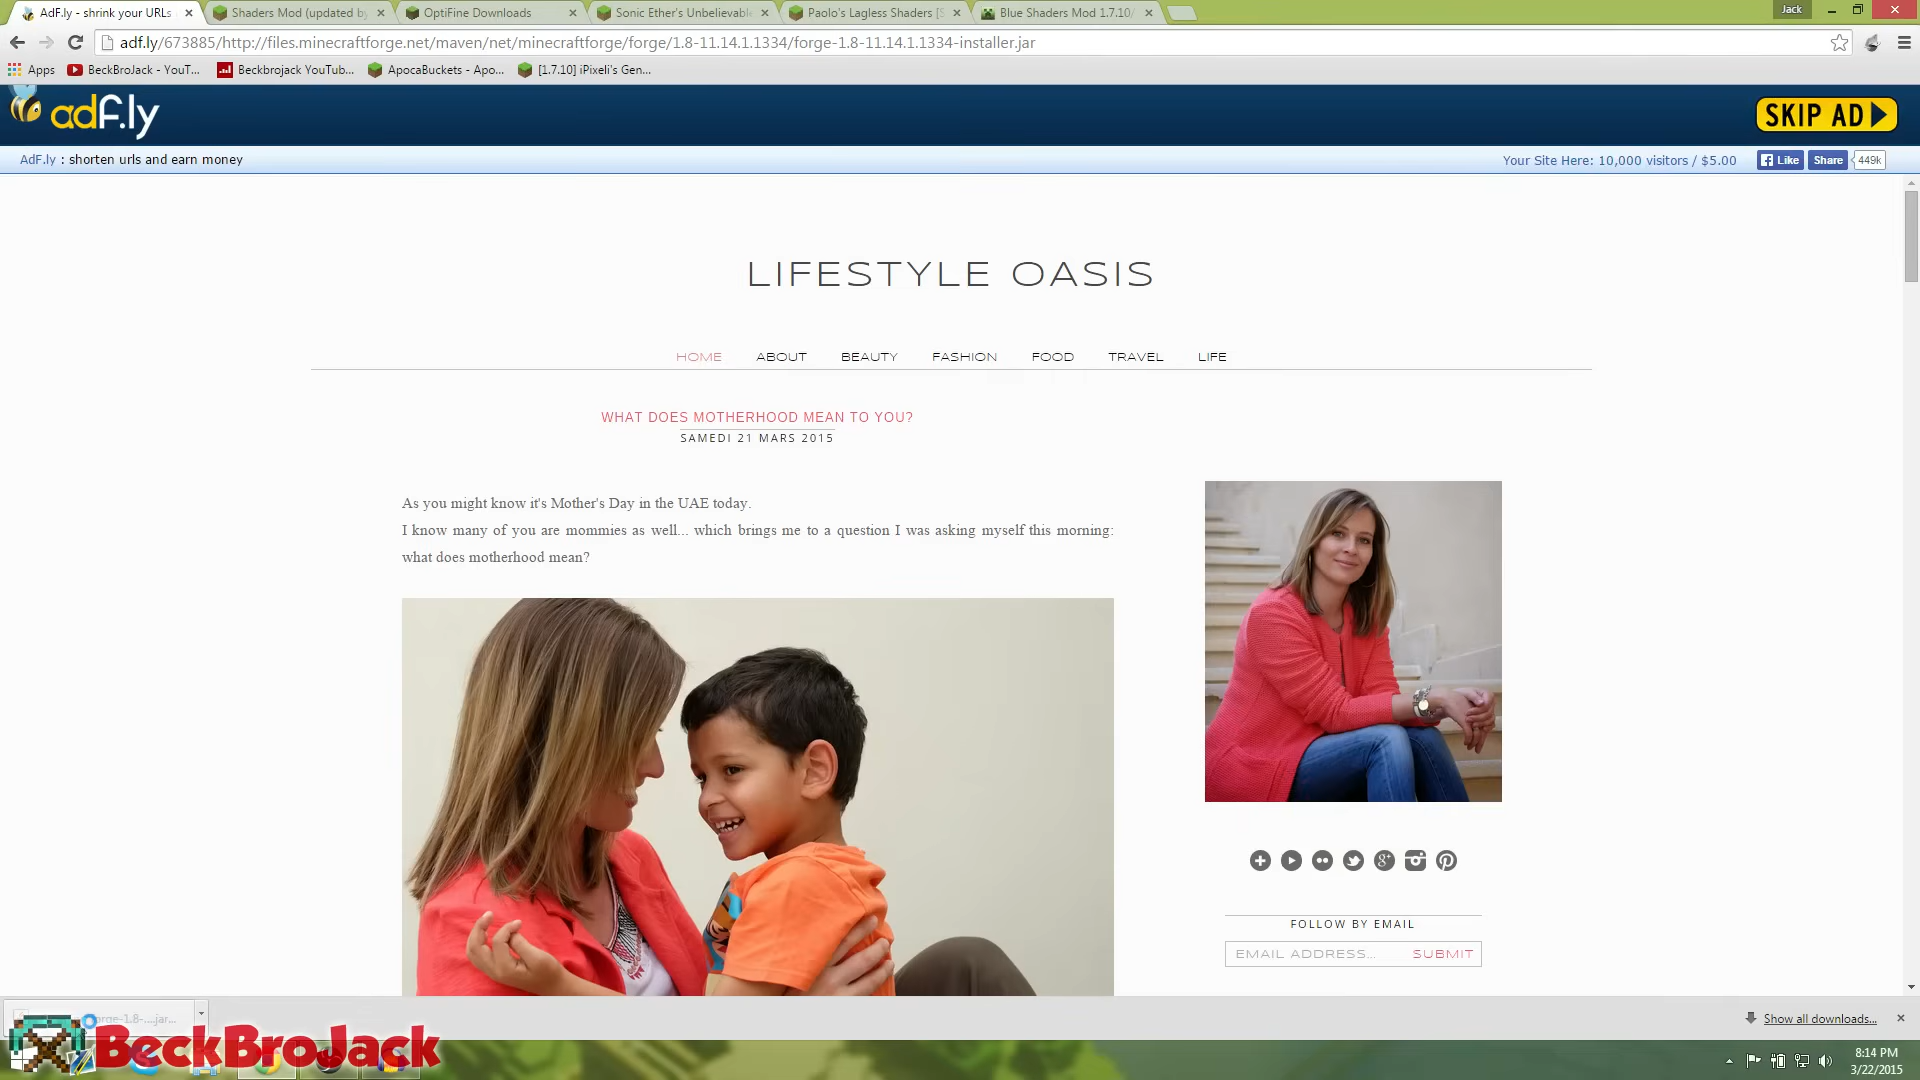 AdF.ly - shrink your URLs
Shaders Mod (updated by
OptiFine Downloads
Sonic Ether's Unbelievabl
Paolo's Lagless Shaders [S
Blue Shaders Mod 1.7.10/
Jack
adf.ly/673885/http://files.minecraftforge.net/maven/net/minecraftforge/forge/1.8-11.14.1.1334/forge-1.8-11.14.1.1334-installer.jar
Apps
BeckBroJack - YouT...
Beckbrojack YouTub...
ApocaBuckets - Apo...
[1.7.10] iPixeli's Gen...
adf.ly
SKIP AD
AdF.ly : shorten urls and earn money
Your Site Here: 10,000 visitors / $5.00
Like
Share
449k
LIFESTYLE OASIS
HOME
ABOUT
BEAUTY
FASHION
FOOD
TRAVEL
LIFE
WHAT DOES MOTHERHOOD MEAN TO YOU?
SAMEDI 21 MARS 2015
As you might know it's Mother's Day in the UAE today.
I know many of you are mommies as well... which brings me to a question I was asking myself this morning:
what does motherhood mean?
FOLLOW BY EMAIL
EMAIL ADDRESS...
SUBMIT
forge-1.8-....jar...
Show all downloads...
BeckBroJack
8:14 PM
3/22/2015